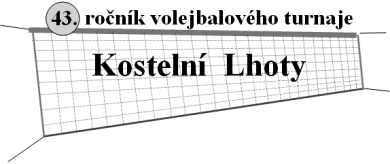 43. ročník volejbalového turnaje
Kostelní Lhoty